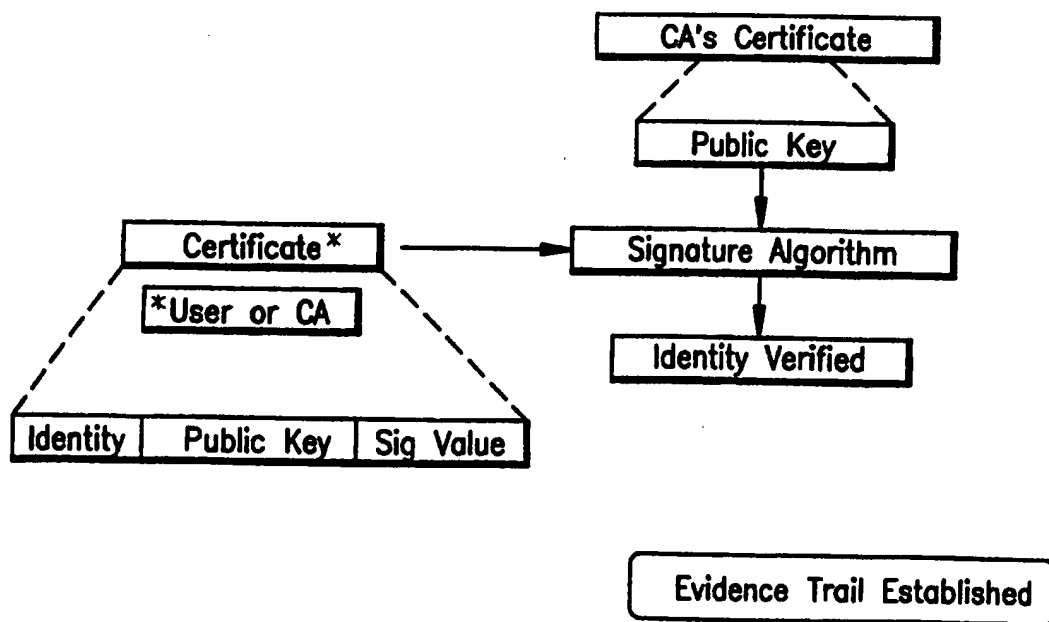 CA's Certificate
Public Key
Certificate*
Signature Algorithm
*User or CA
Identity Verified
Identity Public Key Sig Value
Evidence Trail Established